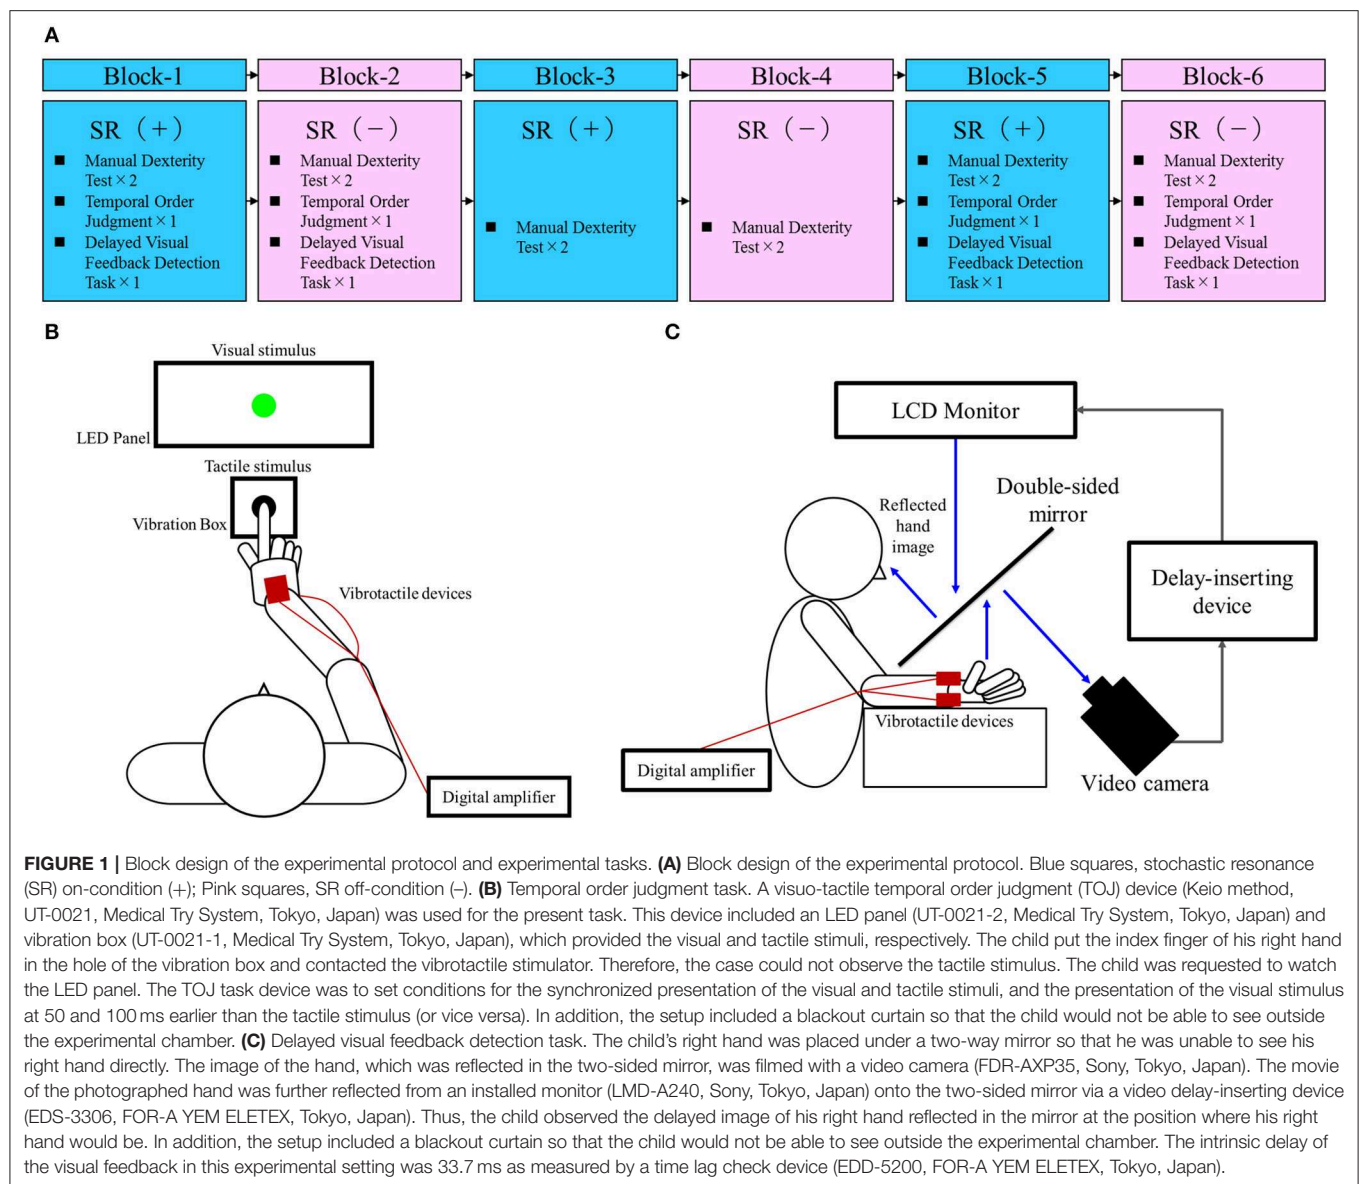 A
Block-1
Block-2
Block-3
Block-4
Block-5
Block-6
SR（+）
■ Manual Dexterity
Test×2
■ Temporal Order
Judgment×1
■ Delayed Visual
Feedback Detection
Task×1
SR（−）
■ Manual Dexterity
Test×2
■ Temporal Order
Judgment×1
■ Delayed Visual
Feedback Detection
Task×1
SR（+）
■ Manual Dexterity
Test×2
SR（−）
■ Manual Dexterity
Test×2
SR（+）
■ Manual Dexterity
Test×2
■ Temporal Order
Judgment×1
■ Delayed Visual
Feedback Detection
Task×1
SR（−）
■ Manual Dexterity
Test×2
■ Temporal Order
Judgment×1
■ Delayed Visual
Feedback Detection
Task×1
B
Visual stimulus
LED Panel
Tactile stimulus
Vibration Box
Vibrotactile devices
Digital amplifier
C
LCD Monitor
Double-sided
mirror
Reflected
hand
image
Delay-inserting
device
Vibrotactile devices
Digital amplifier
Video camera
FIGURE 1 | Block design of the experimental protocol and experimental tasks. (A) Block design of the experimental protocol. Blue squares, stochastic resonance
(SR) on-condition (+); Pink squares, SR off-condition (–). (B) Temporal order judgment task. A visuo-tactile temporal order judgment (TOJ) device (Keio method,
UT-0021, Medical Try System, Tokyo, Japan) was used for the present task. This device included an LED panel (UT-0021-2, Medical Try System, Tokyo, Japan) and
vibration box (UT-0021-1, Medical Try System, Tokyo, Japan), which provided the visual and tactile stimuli, respectively. The child put the index finger of his right hand
in the hole of the vibration box and contacted the vibrotactile stimulator. Therefore, the case could not observe the tactile stimulus. The child was requested to watch
the LED panel. The TOJ task device was to set conditions for the synchronized presentation of the visual and tactile stimuli, and the presentation of the visual stimulus
at 50 and 100 ms earlier than the tactile stimulus (or vice versa). In addition, the setup included a blackout curtain so that the child would not be able to see outside
the experimental chamber. (C) Delayed visual feedback detection task. The child's right hand was placed under a two-way mirror so that he was unable to see his
right hand directly. The image of the hand, which was reflected in the two-sided mirror, was filmed with a video camera (FDR-AXP35, Sony, Tokyo, Japan). The movie
of the photographed hand was further reflected from an installed monitor (LMD-A240, Sony, Tokyo, Japan) onto the two-sided mirror via a video delay-inserting device
(EDS-3306, FOR-A YEM ELETEX, Tokyo, Japan). Thus, the child observed the delayed image of his right hand reflected in the mirror at the position where his right
hand would be. In addition, the setup included a blackout curtain so that the child would not be able to see outside the experimental chamber. The intrinsic delay of
the visual feedback in this experimental setting was 33.7 ms as measured by a time lag check device (EDD-5200, FOR-A YEM ELETEX, Tokyo, Japan).